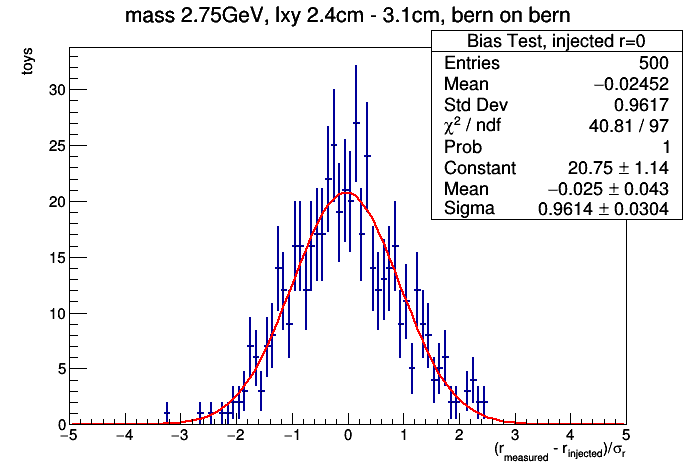 mass 2.75GeV, lxy 2.4cm - 3.1cm, bern on bern
Bias Test, injected r=0
Entries 500
Mean −0.02452
Std Dev 0.9617
χ² / ndf 40.81 / 97
Prob 1
Constant 20.75 ± 1.14
Mean −0.025 ± 0.043
Sigma 0.9614 ± 0.0304
toys
30
25
20
15
10
5
0
−5 −4 −3 −2 −1 0 1 2 3 4 5
(r_measured - r_injected)/σ_r